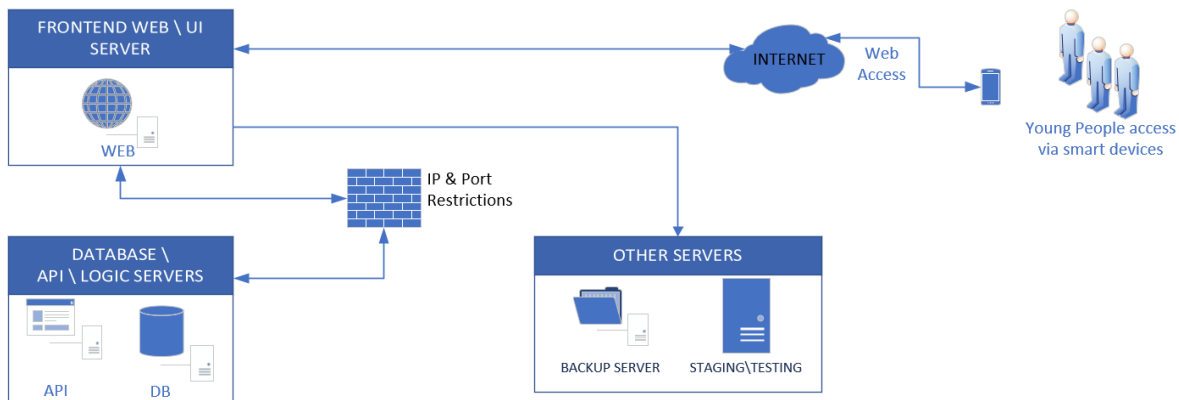 FRONTEND WEB \ UI
SERVER
WEB
INTERNET
Web
Access
Young People access
via smart devices
IP & Port
Restrictions
DATABASE \
API \ LOGIC SERVERS
API
DB
OTHER SERVERS
BACKUP SERVER
STAGING\TESTING